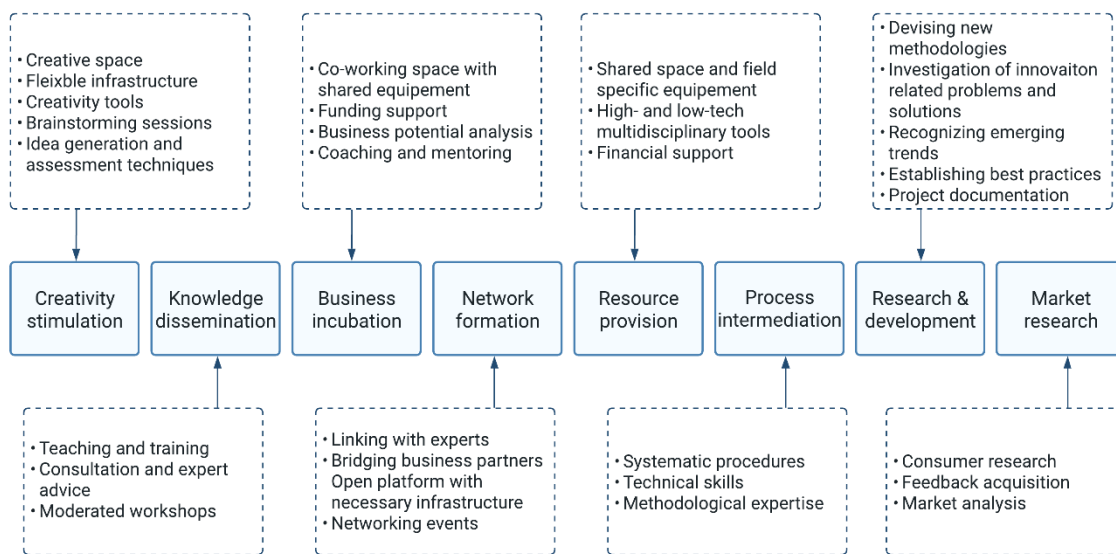 • Creative space
• Fleixble infrastructure
• Creativity tools
• Brainstorming sessions
• Idea generation and
assessment techniques
• Co-working space with
shared equipement
• Funding support
• Business potential analysis
• Coaching and mentoring
• Shared space and field
specific equipement
• High- and low-tech
multidisciplinary tools
• Financial support
• Devising new
methodologies
• Investigation of innovaiton
related problems and
solutions
• Recognizing emerging
trends
• Establishing best practices
• Project documentation
Creativity
stimulation
Knowledge
dissemination
Business
incubation
Network
formation
Resource
provision
Process
intermediation
Research &
development
Market
research
• Teaching and training
• Consultation and expert
advice
• Moderated workshops
• Linking with experts
• Bridging business partners
Open platform with
necessary infrastructure
• Networking events
• Systematic procedures
• Technical skills
• Methodological expertise
• Consumer research
• Feedback acquisition
• Market analysis